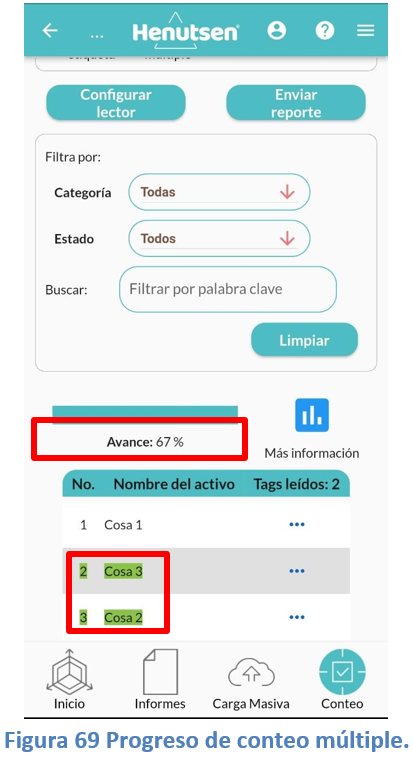 ... Henutsen®
Configurar lector
Enviar reporte
Filtra por:
Categoría Todas
Estado Todos
Buscar: Filtrar por palabra clave
Limpiar
Avance: 67 %
Más información
No. Nombre del activo Tags leídos: 2
1 Cosa 1 •••
2 Cosa 3 •••
3 Cosa 2 •••
Inicio Informes Carga Masiva Conteo
Figura 69 Progreso de conteo múltiple.